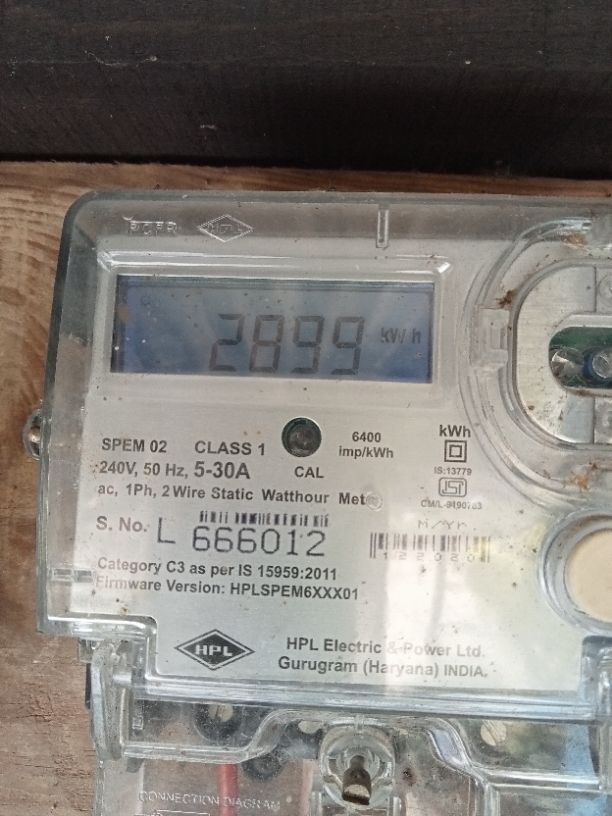 HPL
2899 kWh
SPEM 02 CLASS 1 6400 imp/kWh kWh
240V, 50 Hz, 5-30A CAL IS:13779
ac, 1Ph, 2 Wire Static Watthour
S. No. L 666012 M/Yr
Category C3 as per IS 15959:2011
Firmware Version: HPLSPEM6XXX01
HPL HPL Electric & Power Ltd.
Gurugram (Haryana) INDIA.
CONNECTION DIAGRAM